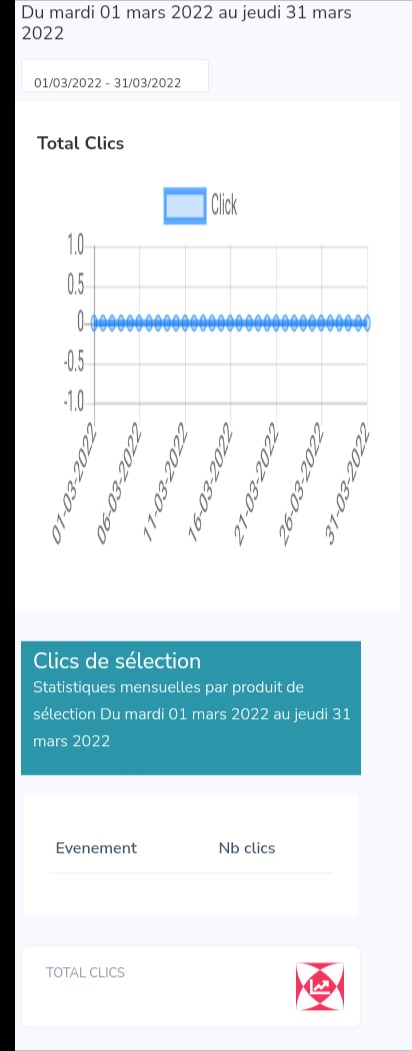 Du mardi 01 mars 2022 au jeudi 31 mars
2022
01/03/2022 - 31/03/2022
Total Clics
Click
1.0
0.5
0
-0.5
-1.0
01-03-2022
06-03-2022
11-03-2022
16-03-2022
21-03-2022
26-03-2022
31-03-2022
Clics de sélection
Statistiques mensuelles par produit de
sélection Du mardi 01 mars 2022 au jeudi 31
mars 2022
Evenement Nb clics
TOTAL CLICS